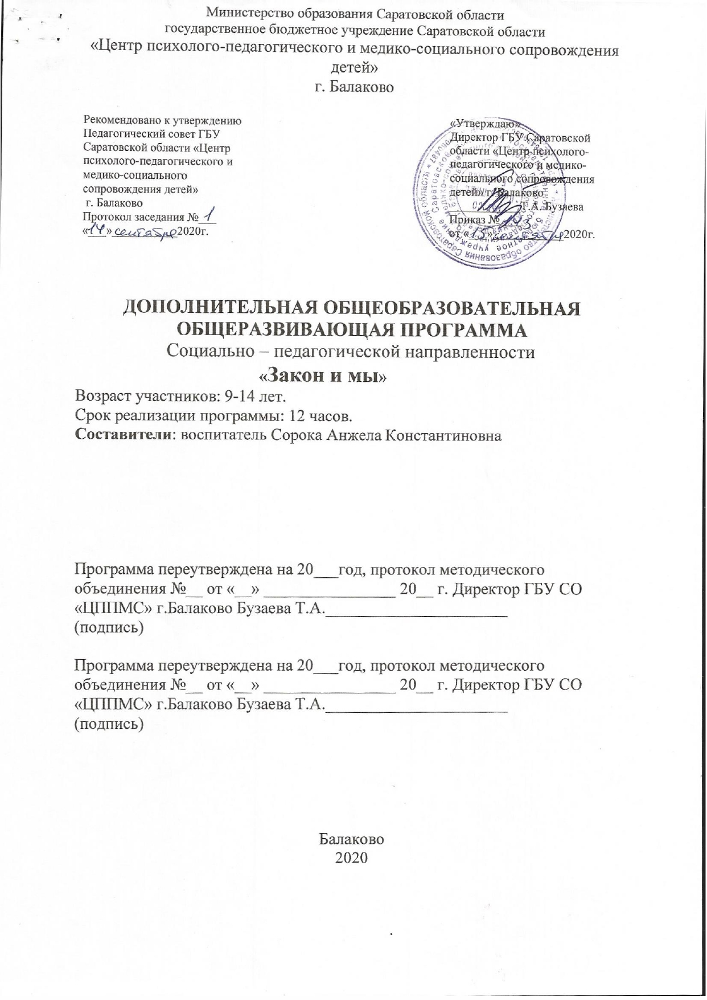 Министерство образования Саратовской области
государственное бюджетное учреждение Саратовской области
«Центр психолого-педагогического и медико-социального сопровождения
детей»
г. Балаково
Рекомендовано к утверждению
Педагогический совет ГБУ
Саратовской области «Центр
психолого-педагогического и
медико-социального
сопровождения детей»
г. Балаково
Протокол заседания № 1
«14» сентября 2020г.
«Утверждаю»
Директор ГБУ Саратовской
области «Центр психолого-
педагогического и медико-
социального сопровождения
детей» г. Балаково
____________Т.А. Бузаева
Приказ №
от «15» сентября 2020г.
ДОПОЛНИТЕЛЬНАЯ ОБЩЕОБРАЗОВАТЕЛЬНАЯ
ОБЩЕРАЗВИВАЮЩАЯ ПРОГРАММА
Социально – педагогической направленности
«Закон и мы»
Возраст участников: 9-14 лет.
Срок реализации программы: 12 часов.
Составители: воспитатель Сорока Анжела Константиновна
Программа переутверждена на 20___год, протокол методического
объединения №__ от «__» ________________ 20__ г. Директор ГБУ СО
«ЦППМС» г.Балаково Бузаева Т.А.______________________
(подпись)
Программа переутверждена на 20___год, протокол методического
объединения №__ от «__» ________________ 20__ г. Директор ГБУ СО
«ЦППМС» г.Балаково Бузаева Т.А.______________________
(подпись)
Балаково
2020